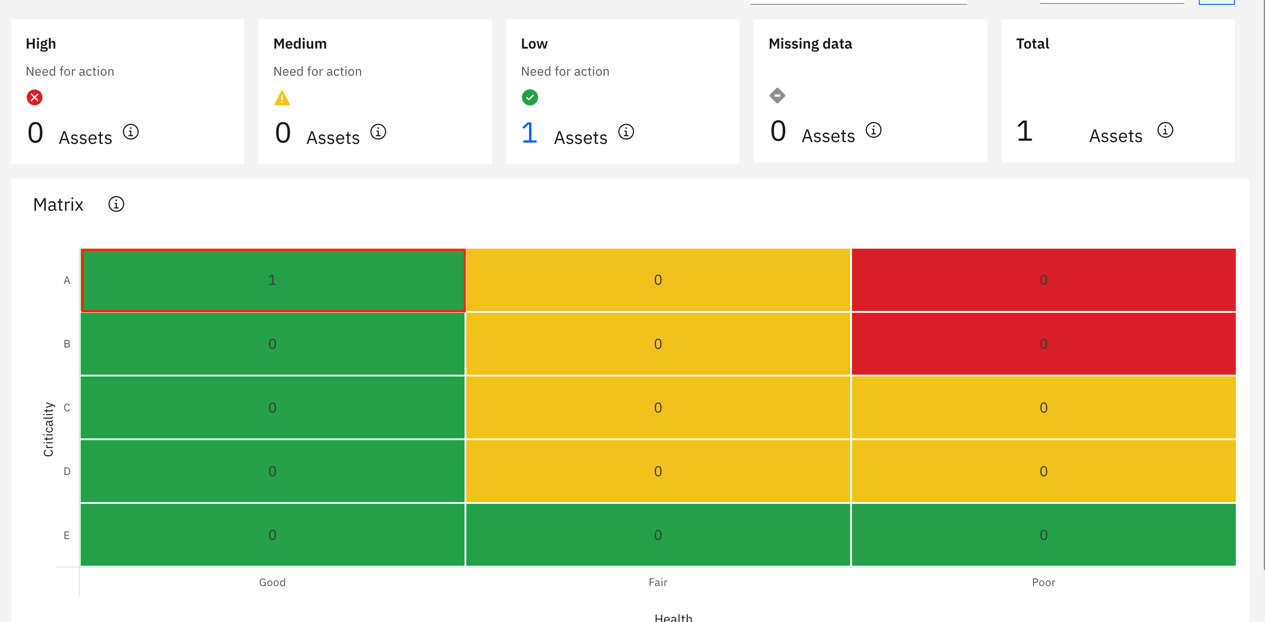 High
Need for action
0 Assets
Medium
Need for action
0 Assets
Low
Need for action
1 Assets
Missing data
0 Assets
Total
1 Assets
Matrix
Criticality
A 1 0 0
B 0 0 0
C 0 0 0
D 0 0 0
E 0 0 0
Good Fair Poor
Health